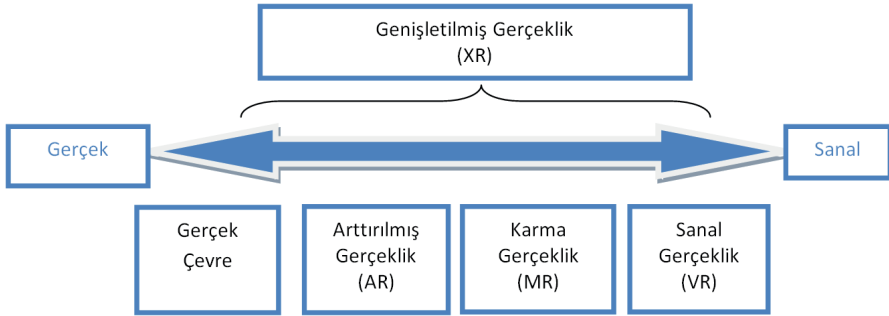 Genişletilmiş Gerçeklik
(XR)
Gerçek
Sanal
Gerçek
Çevre
Arttırılmış
Gerçeklik
(AR)
Karma
Gerçeklik
(MR)
Sanal
Gerçeklik
(VR)